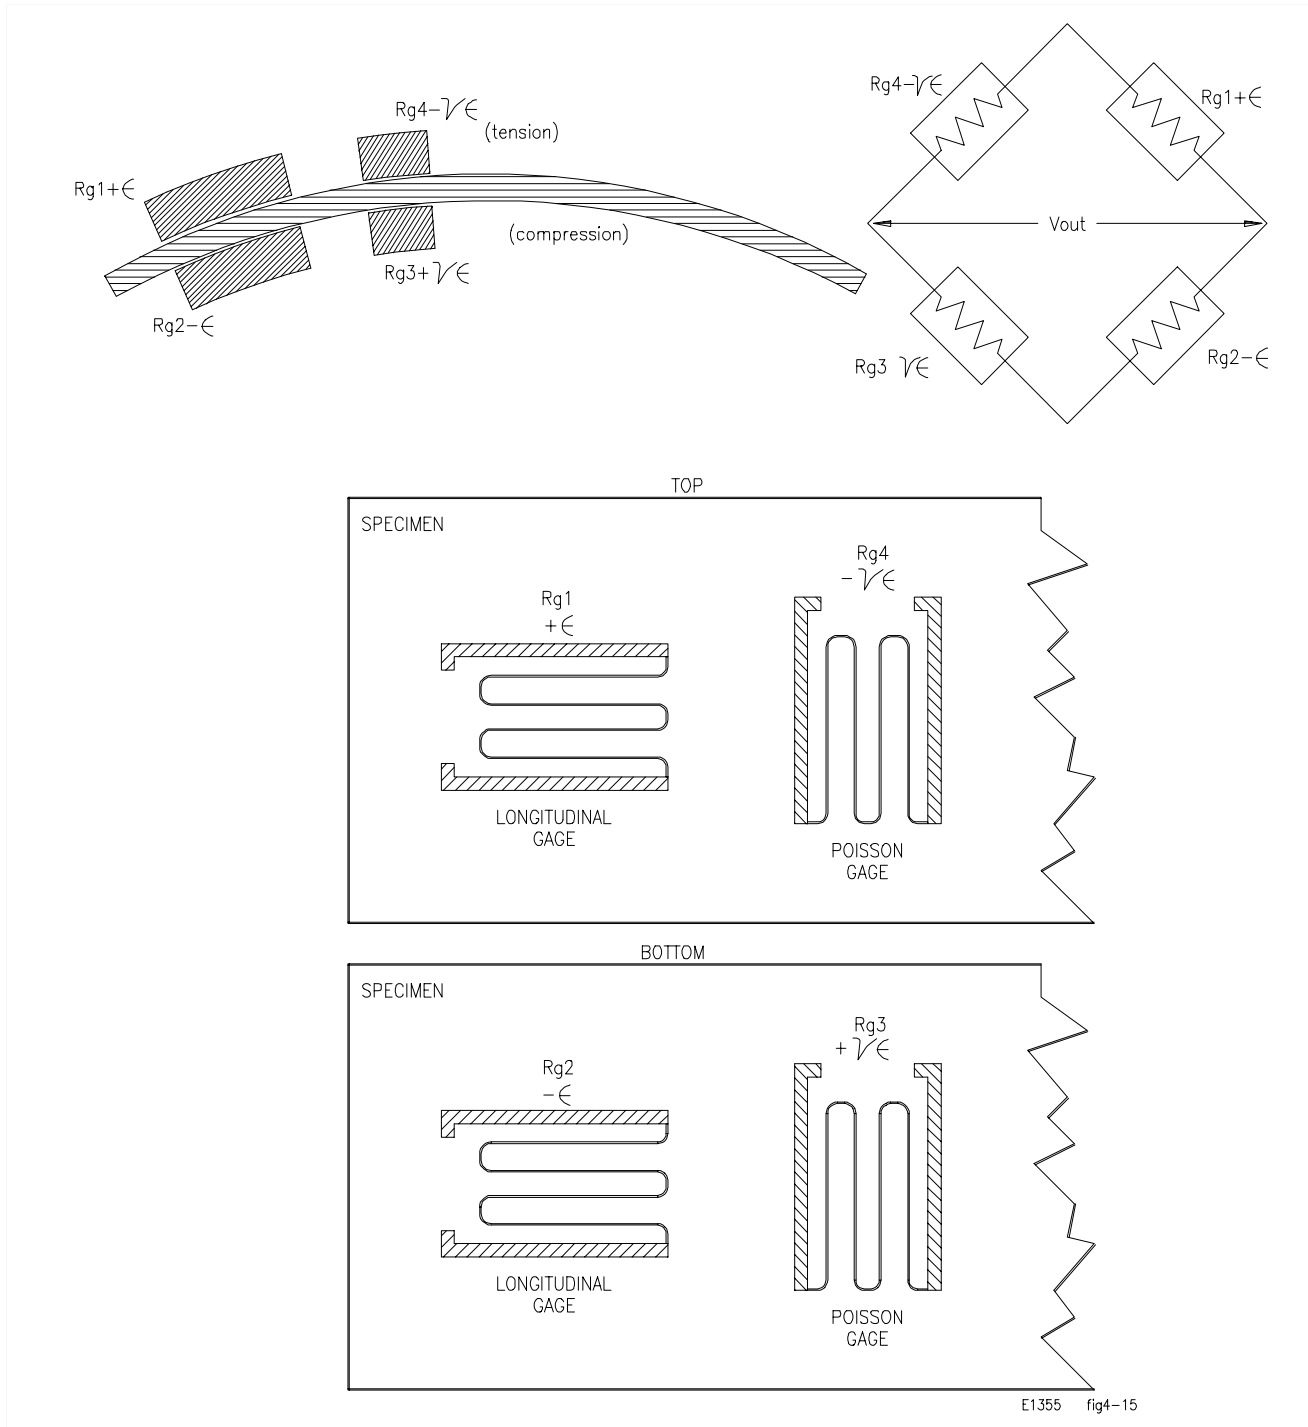 Rg4-νϵ
(tension)
Rg1+ϵ
(compression)
Rg3+νϵ
Rg2-ϵ
Rg4-νϵ
Rg1+ϵ
Vout
Rg3 νϵ
Rg2-ϵ
TOP
SPECIMEN
Rg1
+ϵ
LONGITUDINAL
GAGE
Rg4
-νϵ
POISSON
GAGE
BOTTOM
SPECIMEN
Rg2
-ϵ
LONGITUDINAL
GAGE
Rg3
+νϵ
POISSON
GAGE
E1355 fig4-15